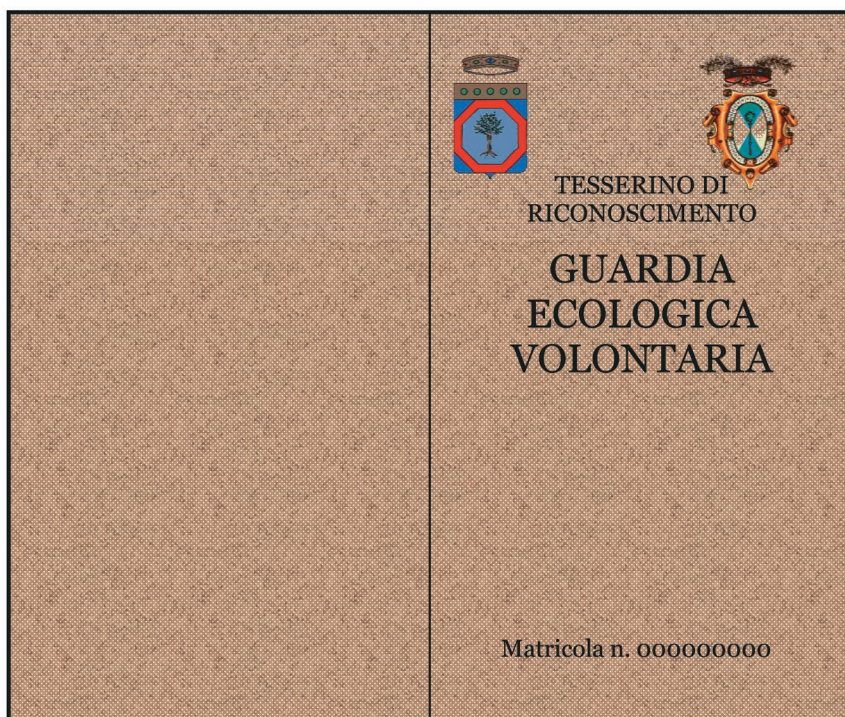 TESSERINO DI
RICONOSCIMENTO
GUARDIA
ECOLOGICA
VOLONTARIA
Matricola n. 000000000